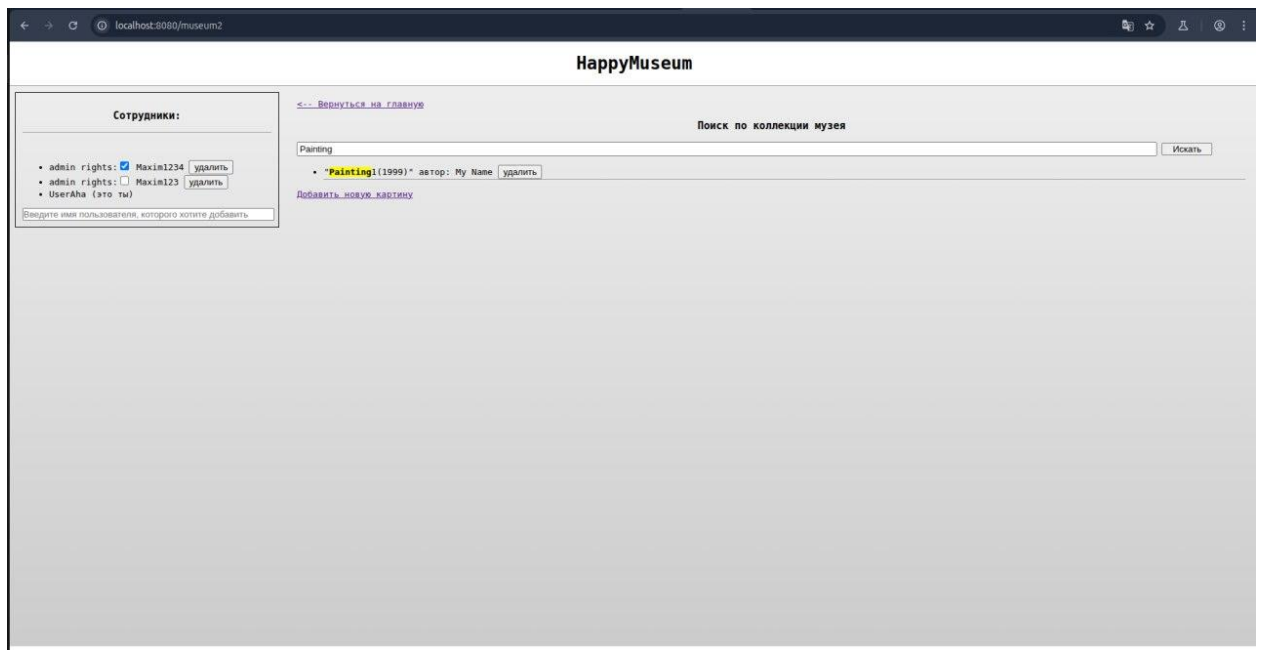 localhost:8080/museum2
HappyMuseum
Сотрудники:
admin rights: Maxim1234 удалить
admin rights: Maxim123 удалить
UserAha (это ты)
Введите имя пользователя, которого хотите добавить
<-- Вернуться на главную
Поиск по коллекции музея
Painting Искать
"Painting1(1999)" автор: My Name удалить
Добавить новую картину